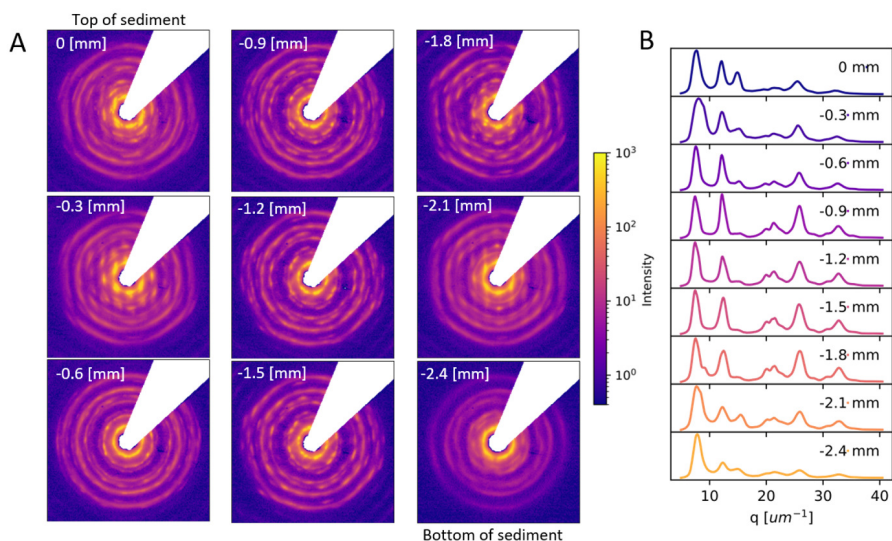 Top of sediment
A
B
0 [mm]
-0.9 [mm]
-1.8 [mm]
-0.3 [mm]
-1.2 [mm]
-2.1 [mm]
-0.6 [mm]
-1.5 [mm]
-2.4 [mm]
Bottom of sediment
10³
10²
10¹
10⁰
Intensity
0 mm
-0.3 mm
-0.6 mm
-0.9 mm
-1.2 mm
-1.5 mm
-1.8 mm
-2.1 mm
-2.4 mm
10 20 30 40
q [um⁻¹]